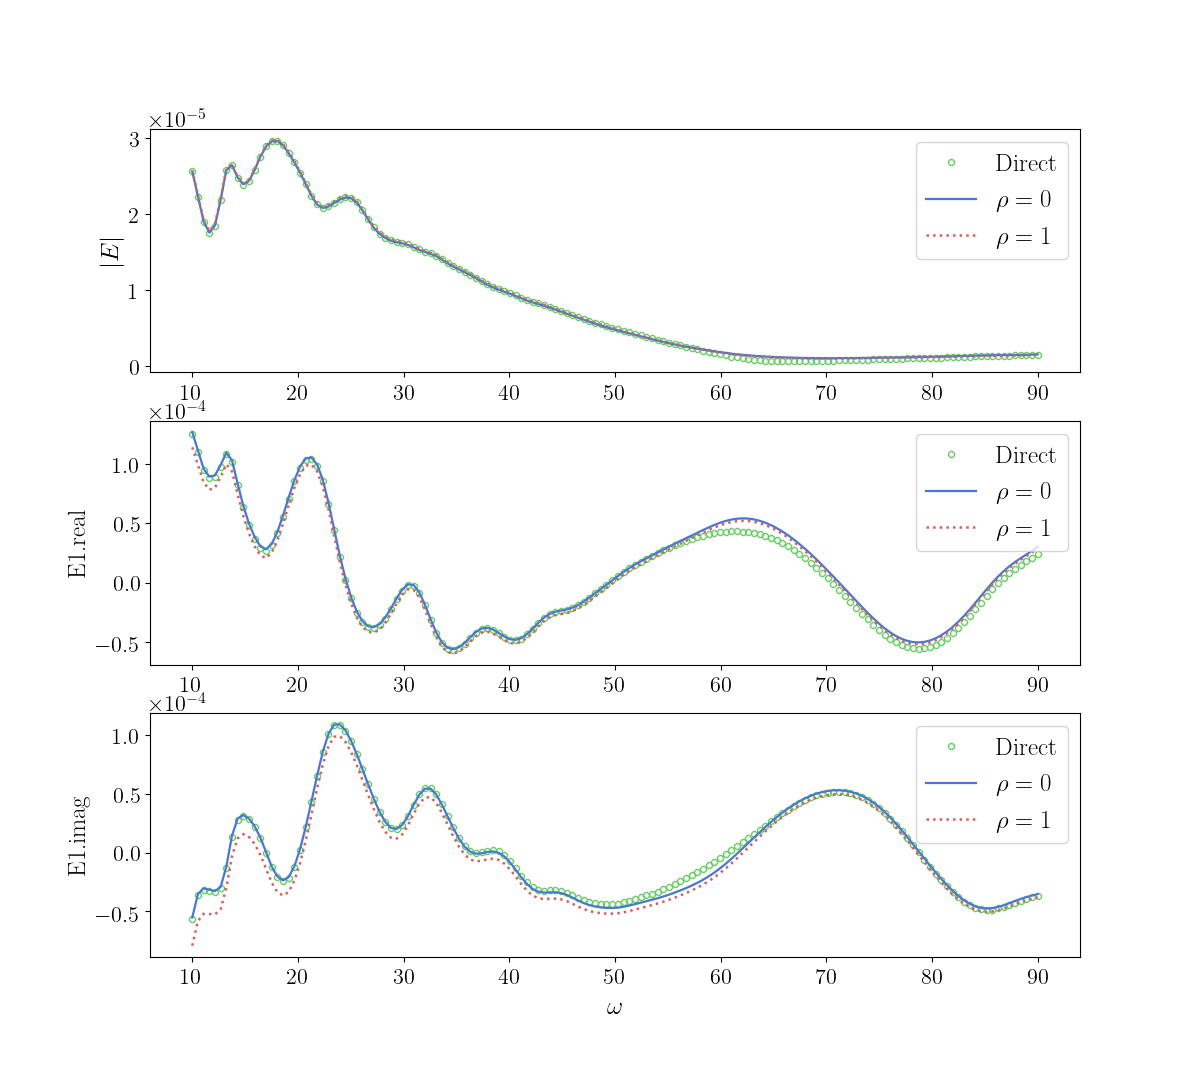 ×10⁻⁵
3
2
1
0
|E|
Direct
ρ = 0
ρ = 1
10 20 30 40 50 60 70 80 90
×10⁻⁴
1.0
0.5
0.0
−0.5
E1.real
Direct
ρ = 0
ρ = 1
10 20 30 40 50 60 70 80 90
×10⁻⁴
1.0
0.5
0.0
−0.5
E1.imag
Direct
ρ = 0
ρ = 1
10 20 30 40 50 60 70 80 90
ω